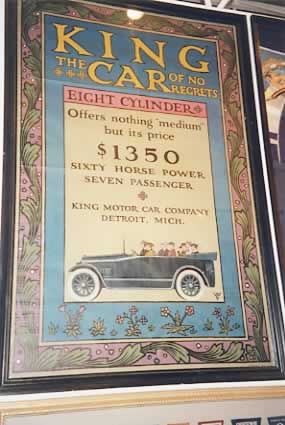 KING
THE CAR OF NO
REGRETS
EIGHT CYLINDER
Offers nothing "medium"
but its price
$1350
SIXTY HORSE POWER
SEVEN PASSENGER
KING MOTOR CAR COMPANY
DETROIT, MICH.